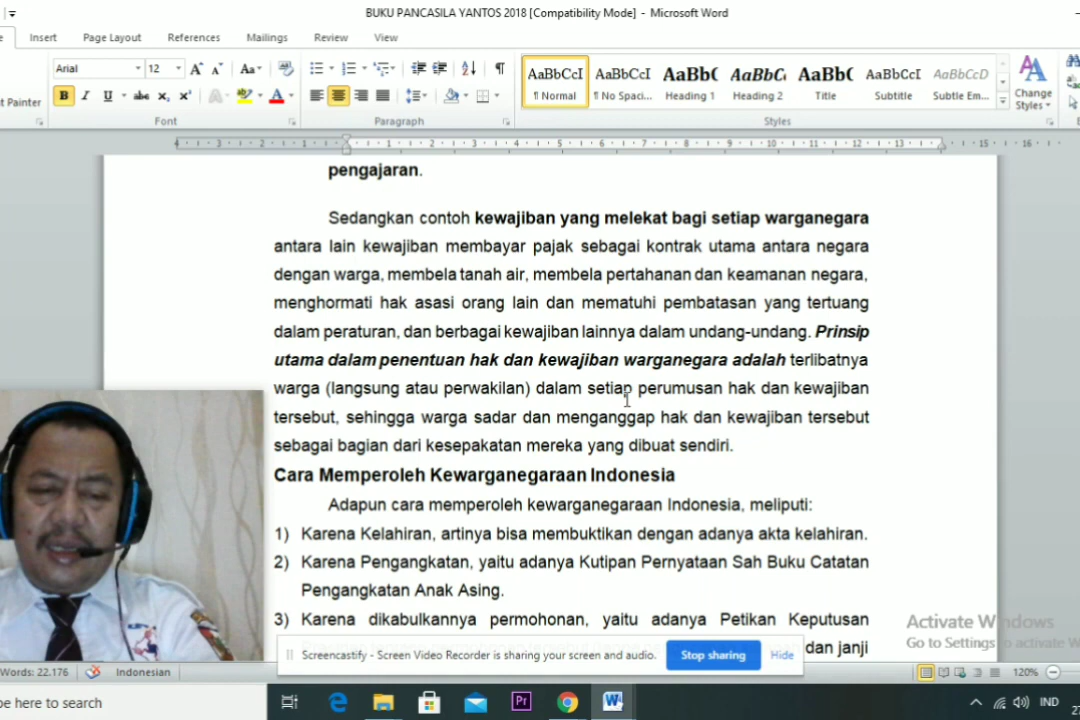 BUKU PANCASILA YANTOS 2018 [Compatibility Mode] - Microsoft Word
Insert Page Layout References Mailings Review View
Arial 12 Aa
AaBbCcI AaBbCcI AaBb( AaBbC AaBb( AaBbCcI AaBbCcI
¶ Normal ¶ No Spaci... Heading 1 Heading 2 Title Subtitle Subtle Em...
Change Styles
Painter
Font Paragraph Styles
pengajaran.
Sedangkan contoh kewajiban yang melekat bagi setiap warganegara
antara lain kewajiban membayar pajak sebagai kontrak utama antara negara
dengan warga, membela tanah air, membela pertahanan dan keamanan negara,
menghormati hak asasi orang lain dan mematuhi pembatasan yang tertuang
dalam peraturan, dan berbagai kewajiban lainnya dalam undang-undang. Prinsip
utama dalam penentuan hak dan kewajiban warganegara adalah terlibatnya
warga (langsung atau perwakilan) dalam setiap perumusan hak dan kewajiban
tersebut, sehingga warga sadar dan menganggap hak dan kewajiban tersebut
sebagai bagian dari kesepakatan mereka yang dibuat sendiri.
Cara Memperoleh Kewarganegaraan Indonesia
Adapun cara memperoleh kewarganegaraan Indonesia, meliputi:
1) Karena Kelahiran, artinya bisa membuktikan dengan adanya akta kelahiran.
2) Karena Pengangkatan, yaitu adanya Kutipan Pernyataan Sah Buku Catatan
Pengangkatan Anak Asing.
3) Karena dikabulkannya permohonan, yaitu adanya Petikan Keputusan
dan janji
Activate Windows
Go to Settings to activate W
Screencastify - Screen Video Recorder is sharing your screen and audio. Stop sharing Hide
Words: 22.176 Indonesian 120%
pe here to search
IND